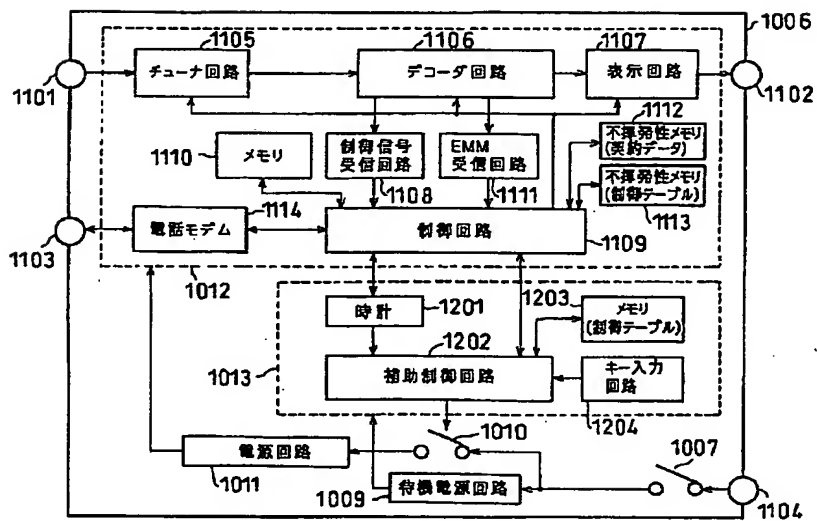 1105
1106
1107
1006
1101
チューナ回路
デコーダ回路
表示回路
1102
1112
1110
メモリ
制御信号
受信回路
1108
EMM
受信回路
1111
不揮発性メモリ
(契約データ)
不揮発性メモリ
(制御テーブル)
1113
1114
1103
電話モデム
制御回路
1109
1012
1201
1203
時計
メモリ
(制御テーブル)
1202
1013
補助制御回路
キー入力
回路
1204
1010
1007
電源回路
1011
1009
待機電源回路
1104